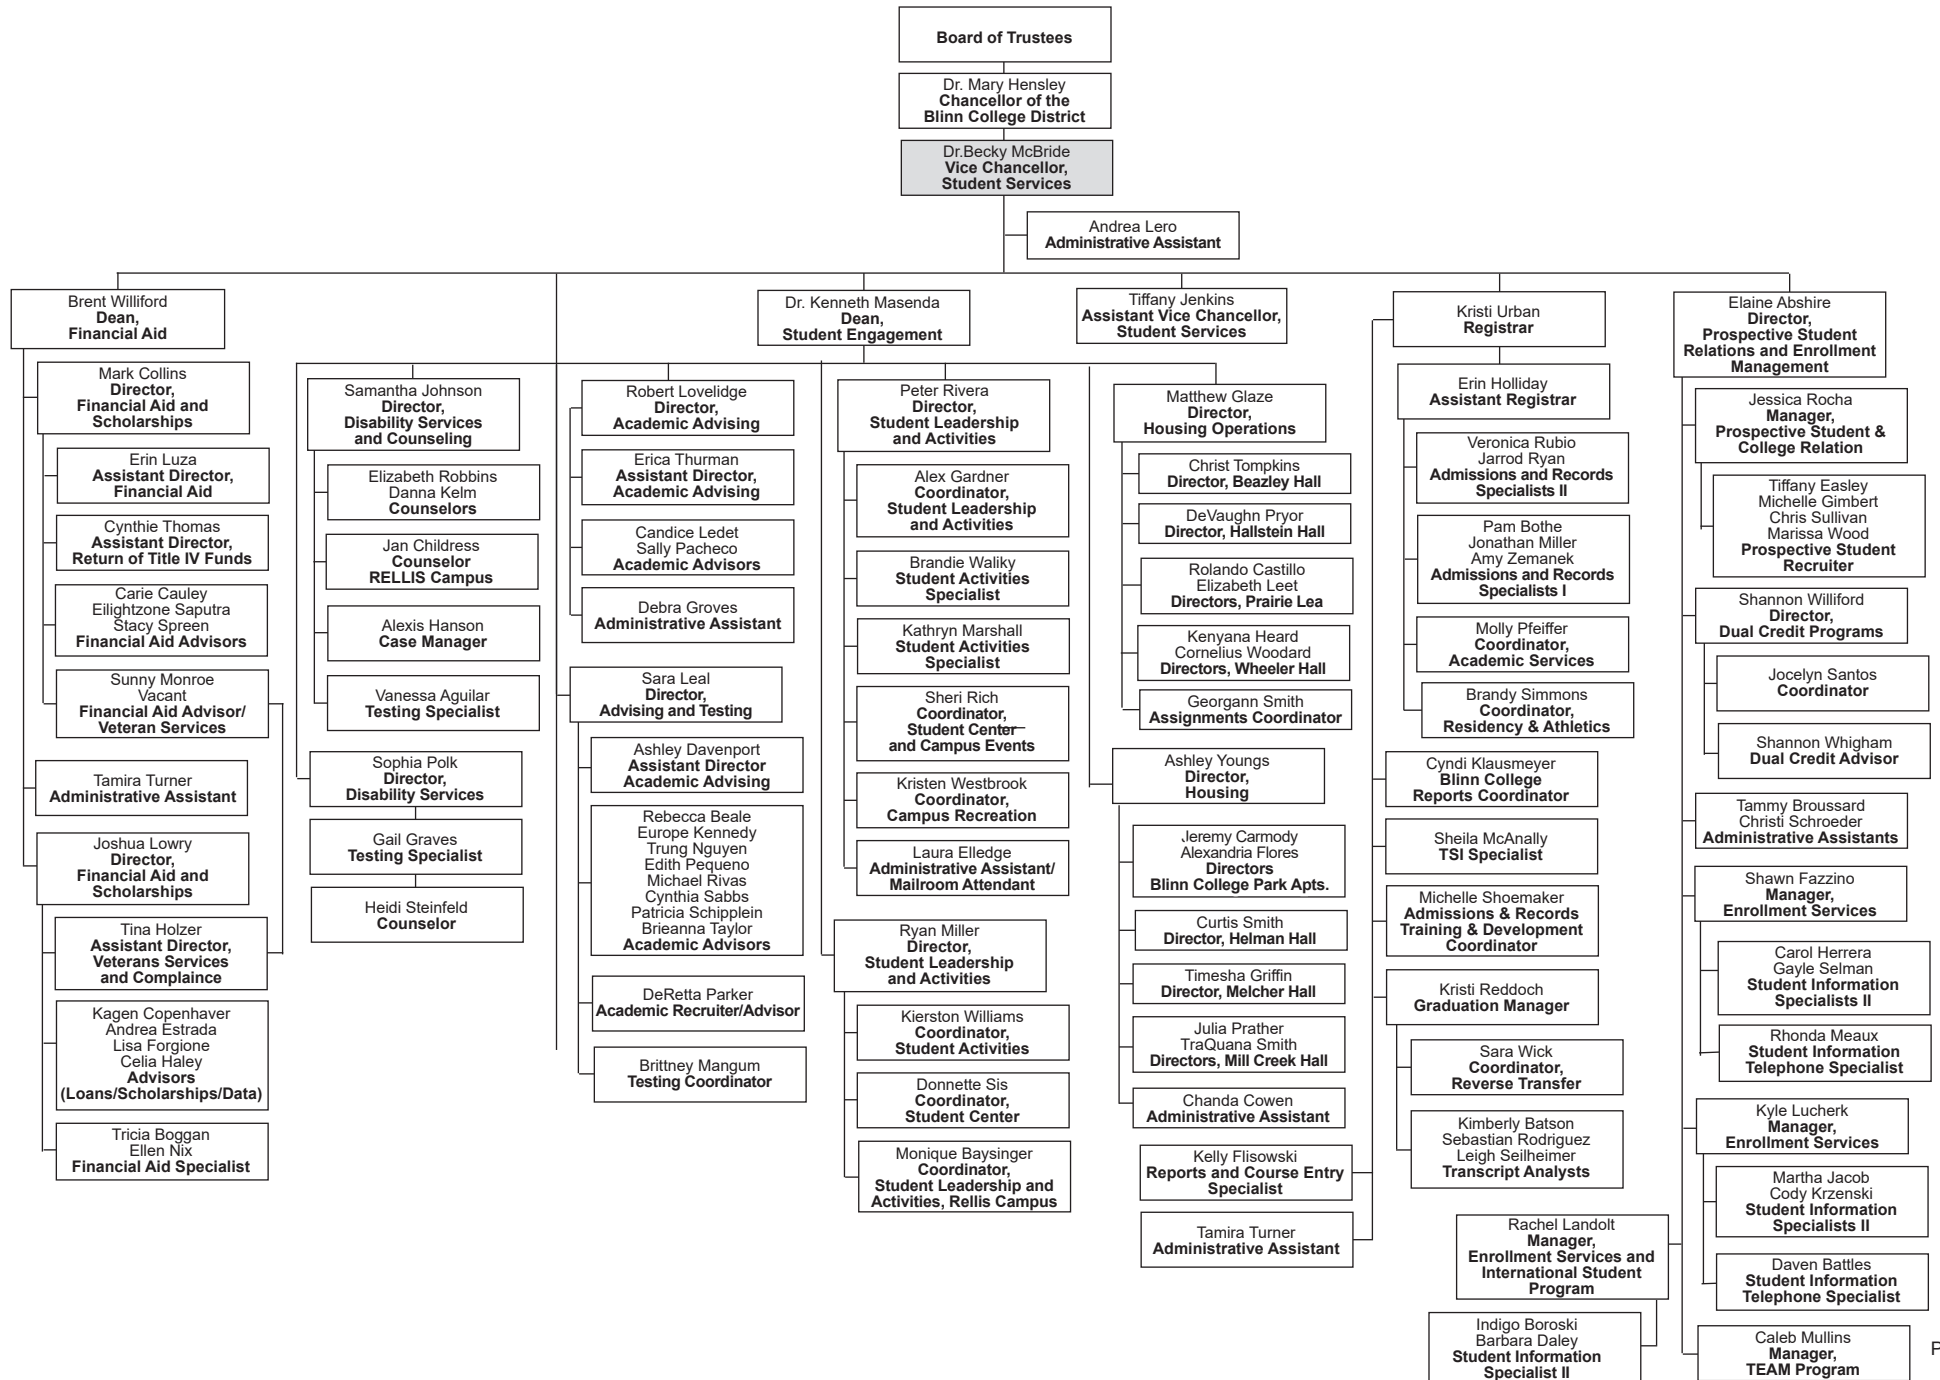 Board of Trustees
Dr. Mary Hensley
Chancellor of the
Blinn College District
Dr.Becky McBride
Vice Chancellor,
Student Services
Andrea Lero
Administrative Assistant
Brent Williford
Dean,
Financial Aid
Mark Collins
Director,
Financial Aid and
Scholarships
Erin Luza
Assistant Director,
Financial Aid
Cynthie Thomas
Assistant Director,
Return of Title IV Funds
Carie Cauley
Eilightzone Saputra
Stacy Spreen
Financial Aid Advisors
Sunny Monroe
Vacant
Financial Aid Advisor/
Veteran Services
Tamira Turner
Administrative Assistant
Joshua Lowry
Director,
Financial Aid and
Scholarships
Tina Holzer
Assistant Director,
Veterans Services
and Complaince
Kagen Copenhaver
Andrea Estrada
Lisa Forgione
Celia Haley
Advisors
(Loans/Scholarships/Data)
Tricia Boggan
Ellen Nix
Financial Aid Specialist
Dr. Kenneth Masenda
Dean,
Student Engagement
Samantha Johnson
Director,
Disability Services
and Counseling
Elizabeth Robbins
Danna Kelm
Counselors
Jan Childress
Counselor
RELLIS Campus
Alexis Hanson
Case Manager
Vanessa Aguilar
Testing Specialist
Sophia Polk
Director,
Disability Services
Gail Graves
Testing Specialist
Heidi Steinfeld
Counselor
Robert Lovelidge
Director,
Academic Advising
Erica Thurman
Assistant Director,
Academic Advising
Candice Ledet
Sally Pacheco
Academic Advisors
Debra Groves
Administrative Assistant
Sara Leal
Director,
Advising and Testing
Ashley Davenport
Assistant Director
Academic Advising
Rebecca Beale
Europe Kennedy
Trung Nguyen
Edith Pequeno
Michael Rivas
Cynthia Sabbs
Patricia Schipplein
Brieanna Taylor
Academic Advisors
DeRetta Parker
Academic Recruiter/Advisor
Brittney Mangum
Testing Coordinator
Peter Rivera
Director,
Student Leadership
and Activities
Alex Gardner
Coordinator,
Student Leadership
and Activities
Brandie Waliky
Student Activities
Specialist
Kathryn Marshall
Student Activities
Specialist
Sheri Rich
Coordinator,
Student Center
and Campus Events
Kristen Westbrook
Coordinator,
Campus Recreation
Laura Elledge
Administrative Assistant/
Mailroom Attendant
Ryan Miller
Director,
Student Leadership
and Activities
Kierston Williams
Coordinator,
Student Activities
Donnette Sis
Coordinator,
Student Center
Monique Baysinger
Coordinator,
Student Leadership and
Activities, Rellis Campus
Tiffany Jenkins
Assistant Vice Chancellor,
Student Services
Matthew Glaze
Director,
Housing Operations
Christ Tompkins
Director, Beazley Hall
DeVaughn Pryor
Director, Hallstein Hall
Rolando Castillo
Elizabeth Leet
Directors, Prairie Lea
Kenyana Heard
Cornelius Woodard
Directors, Wheeler Hall
Georgann Smith
Assignments Coordinator
Ashley Youngs
Director,
Housing
Jeremy Carmody
Alexandria Flores
Directors
Blinn College Park Apts.
Curtis Smith
Director, Helman Hall
Timesha Griffin
Director, Melcher Hall
Julia Prather
TraQuana Smith
Directors, Mill Creek Hall
Chanda Cowen
Administrative Assistant
Kelly Flisowski
Reports and Course Entry
Specialist
Tamira Turner
Administrative Assistant
Kristi Urban
Registrar
Erin Holliday
Assistant Registrar
Veronica Rubio
Jarrod Ryan
Admissions and Records
Specialists II
Pam Bothe
Jonathan Miller
Amy Zemanek
Admissions and Records
Specialists I
Molly Pfeiffer
Coordinator,
Academic Services
Brandy Simmons
Coordinator,
Residency & Athletics
Cyndi Klausmeyer
Blinn College
Reports Coordinator
Sheila McAnally
TSI Specialist
Michelle Shoemaker
Admissions & Records
Training & Development
Coordinator
Kristi Reddoch
Graduation Manager
Sara Wick
Coordinator,
Reverse Transfer
Kimberly Batson
Sebastian Rodriguez
Leigh Seilheimer
Transcript Analysts
Elaine Abshire
Director,
Prospective Student
Relations and Enrollment
Management
Jessica Rocha
Manager,
Prospective Student &
College Relation
Tiffany Easley
Michelle Gimbert
Chris Sullivan
Marissa Wood
Prospective Student
Recruiter
Shannon Williford
Director,
Dual Credit Programs
Jocelyn Santos
Coordinator
Shannon Whigham
Dual Credit Advisor
Tammy Broussard
Christi Schroeder
Administrative Assistants
Shawn Fazzino
Manager,
Enrollment Services
Carol Herrera
Gayle Selman
Student Information
Specialists II
Rhonda Meaux
Student Information
Telephone Specialist
Kyle Lucherk
Manager,
Enrollment Services
Martha Jacob
Cody Krzenski
Student Information
Specialists II
Daven Battles
Student Information
Telephone Specialist
Rachel Landolt
Manager,
Enrollment Services and
International Student
Program
Indigo Boroski
Barbara Daley
Student Information
Specialist II
Caleb Mullins
Manager,
TEAM Program
P